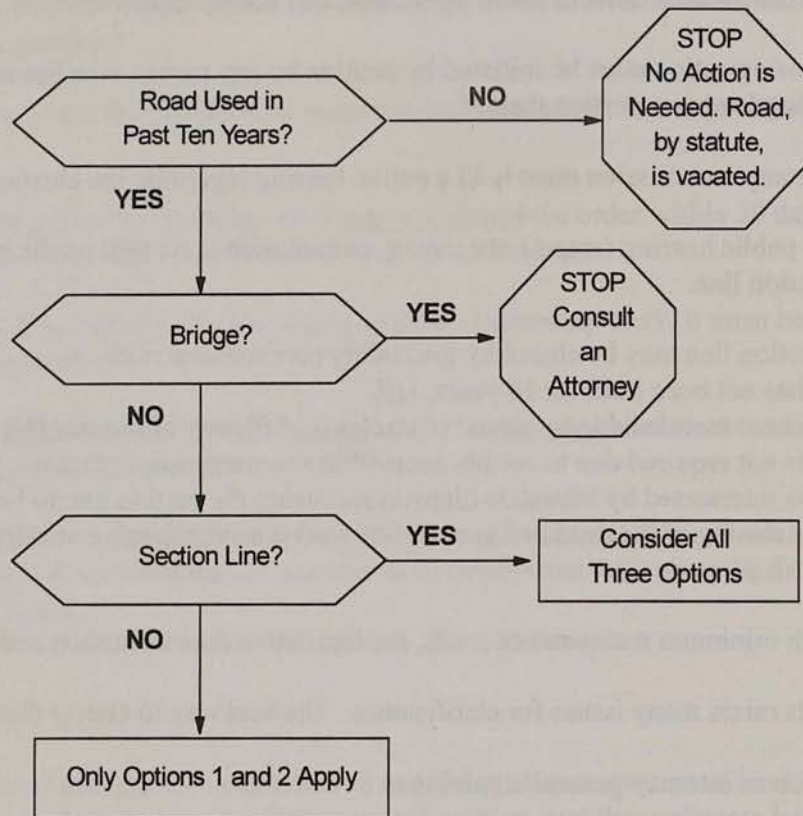 Road Used in
Past Ten Years?
NO
STOP
No Action is
Needed. Road,
by statute,
is vacated.
YES
Bridge?
YES
STOP
Consult
an
Attorney
NO
Section Line?
YES
Consider All
Three Options
NO
Only Options 1 and 2 Apply